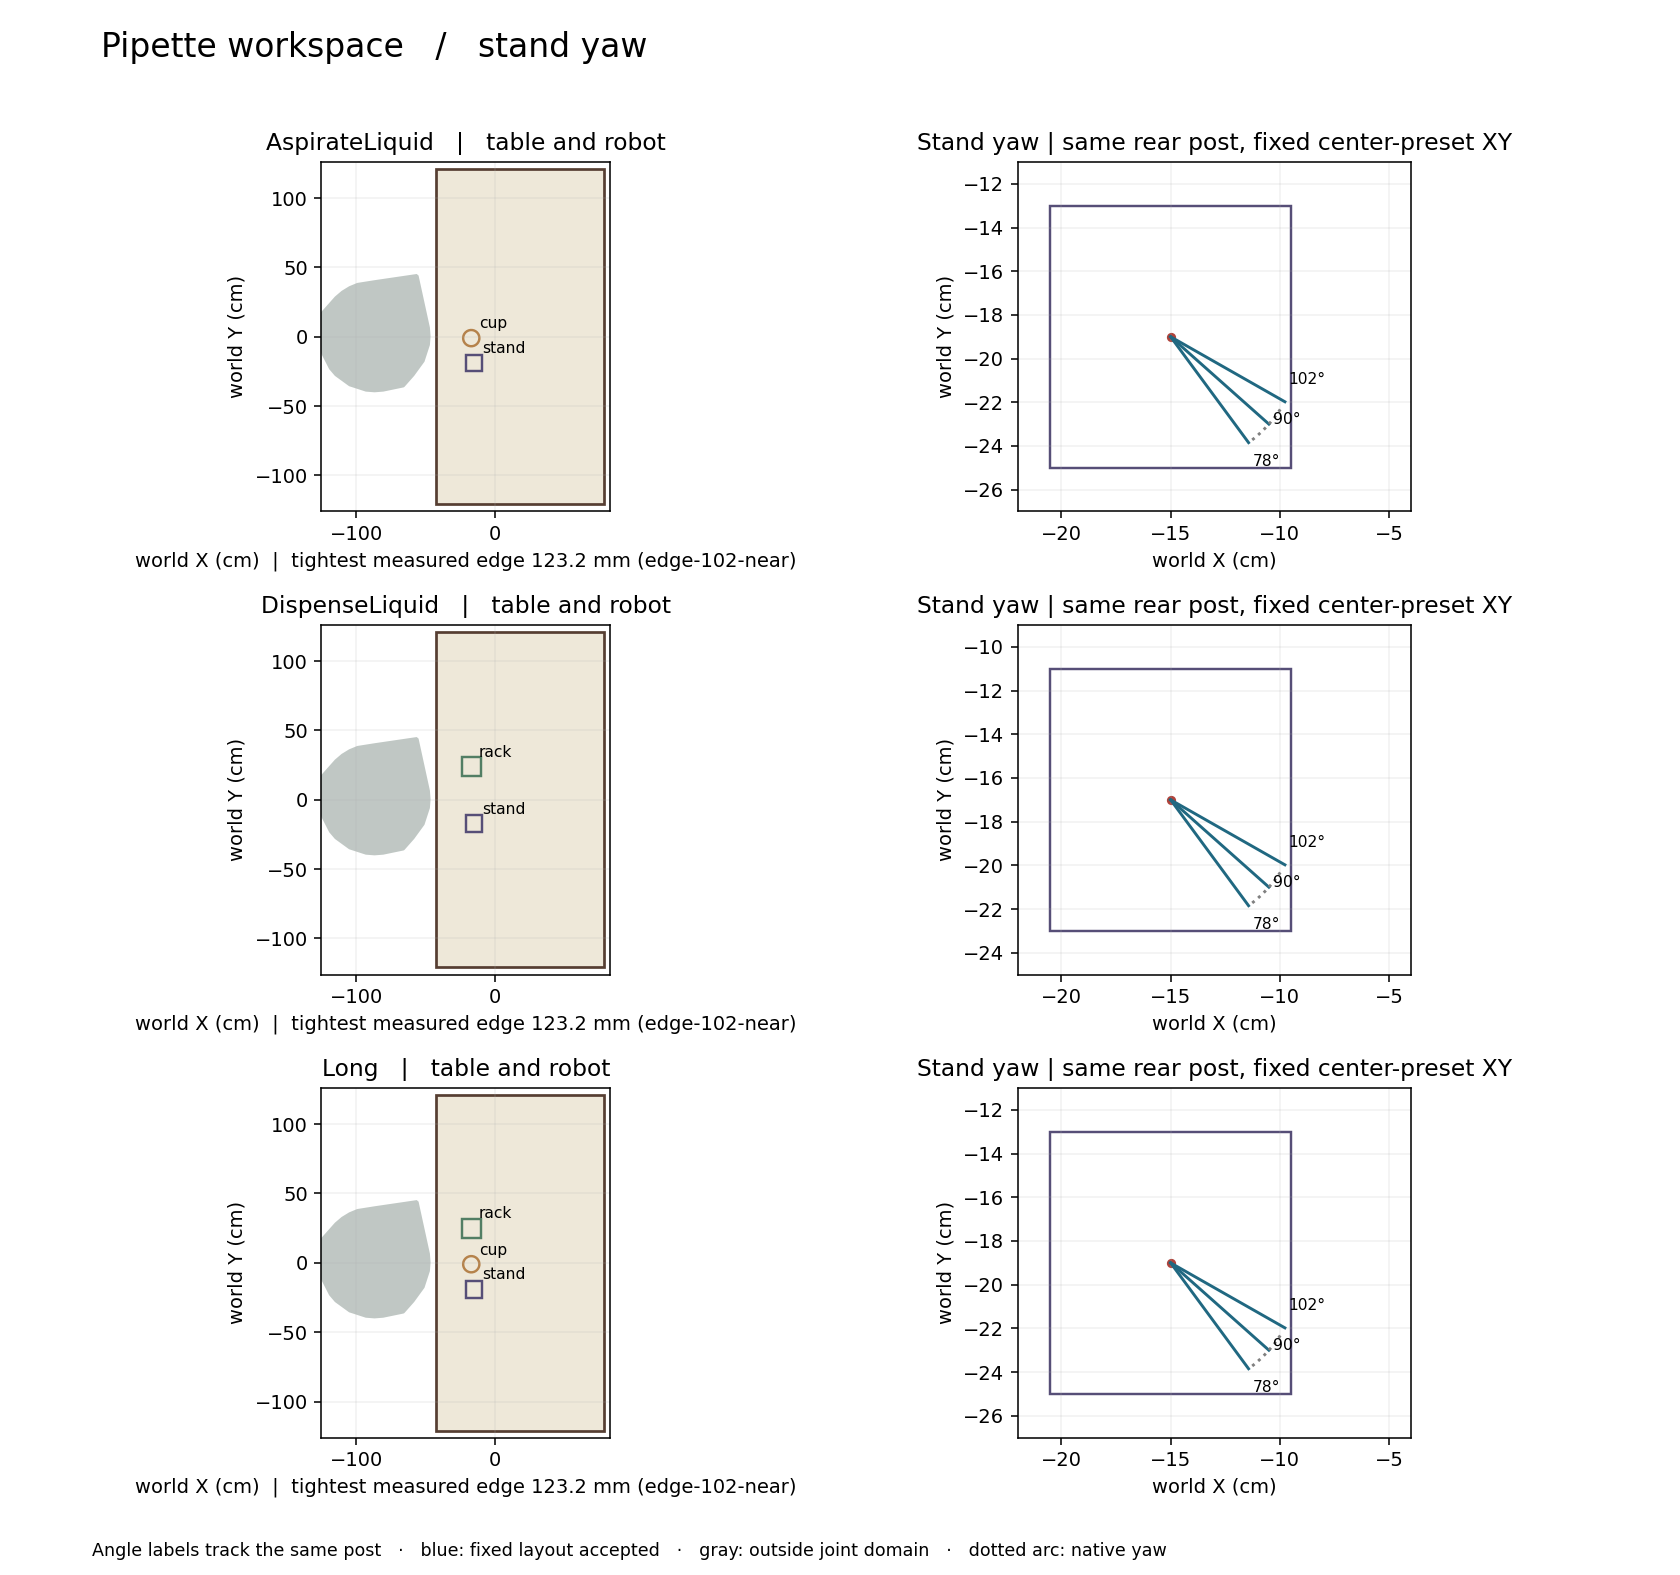 Pipette workspace / stand yaw
AspirateLiquid | table and robot
world Y (cm)
100
50
0
−50
−100
cup
stand
−100
0
world X (cm) | tightest measured edge 123.2 mm (edge-102-near)
Stand yaw | same rear post, fixed center-preset XY
world Y (cm)
−12
−14
−16
−18
−20
−22
−24
−26
102°
90°
78°
−20
−15
−10
−5
world X (cm)
DispenseLiquid | table and robot
world Y (cm)
100
50
0
−50
−100
rack
stand
−100
0
world X (cm) | tightest measured edge 123.2 mm (edge-102-near)
Stand yaw | same rear post, fixed center-preset XY
world Y (cm)
−10
−12
−14
−16
−18
−20
−22
−24
102°
90°
78°
−20
−15
−10
−5
world X (cm)
Long | table and robot
world Y (cm)
100
50
0
−50
−100
rack
cup
stand
−100
0
world X (cm) | tightest measured edge 123.2 mm (edge-102-near)
Stand yaw | same rear post, fixed center-preset XY
world Y (cm)
−12
−14
−16
−18
−20
−22
−24
−26
102°
90°
78°
−20
−15
−10
−5
world X (cm)
Angle labels track the same post · blue: fixed layout accepted · gray: outside joint domain · dotted arc: native yaw